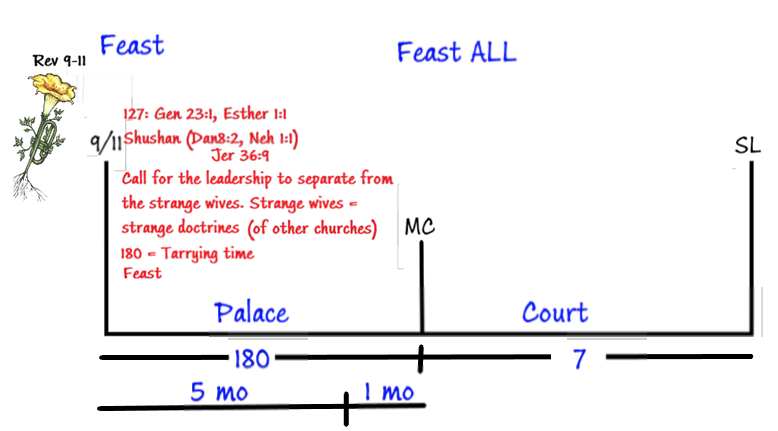 Feast
Feast ALL
Rev 9-11
127: Gen 23:1, Esther 1:1
9/11
Shushan (Dan8:2, Neh 1:1)
Jer 36:9
SL
Call for the leadership to separate from
the strange wives. Strange wives =
strange doctrines (of other churches)
MC
180 = Tarrying time
Feast
Palace
Court
180
7
5 mo
1 mo